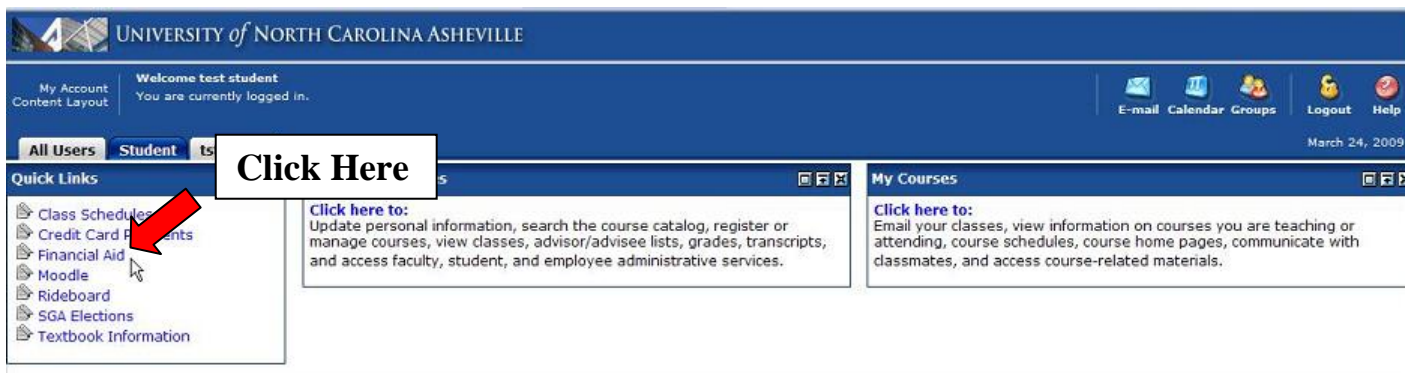 UNIVERSITY of NORTH CAROLINA ASHEVILLE
My Account
Content Layout
Welcome test student
You are currently logged in.
E-mail Calendar Groups Logout Help
March 24, 2009
All Users Student
Click Here
Quick Links
Class Schedules
Credit Card
Financial Aid
Moodle
Rideboard
SGA Elections
Textbook Information
Click here to:
Update personal information, search the course catalog, register or
manage courses, view classes, advisor/advisee lists, grades, transcripts,
and access faculty, student, and employee administrative services.
My Courses
Click here to:
Email your classes, view information on courses you are teaching or
attending, course schedules, course home pages, communicate with
classmates, and access course-related materials.